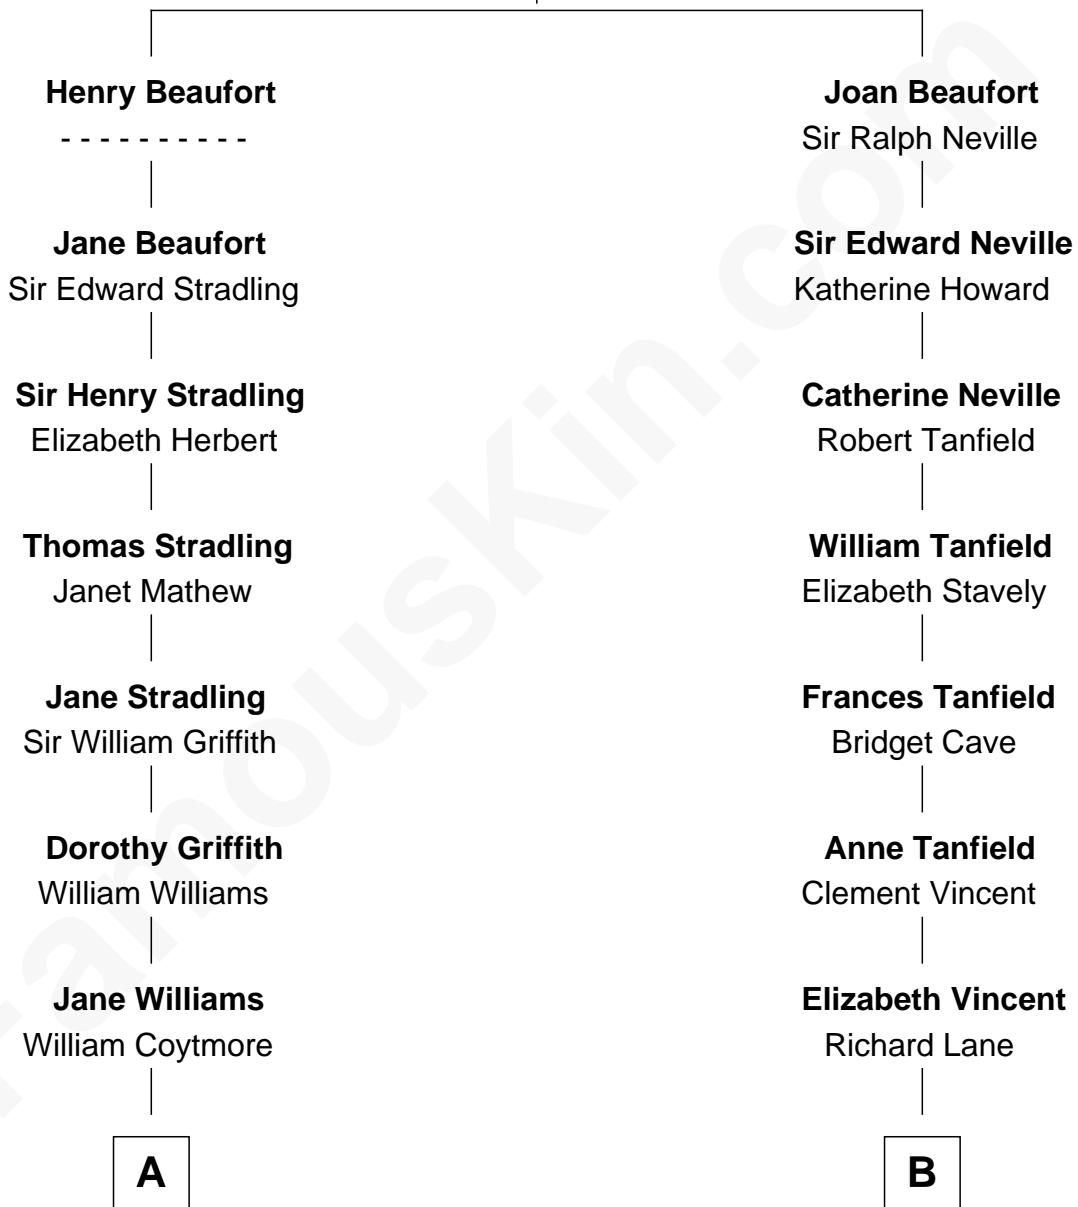 Henry Beaufort
- - - - - - - - - -
Jane Beaufort
Sir Edward Stradling
Sir Henry Stradling
Elizabeth Herbert
Thomas Stradling
Janet Mathew
Jane Stradling
Sir William Griffith
Dorothy Griffith
William Williams
Jane Williams
William Coytmore
A
Joan Beaufort
Sir Ralph Neville
Sir Edward Neville
Katherine Howard
Catherine Neville
Robert Tanfield
William Tanfield
Elizabeth Stavely
Frances Tanfield
Bridget Cave
Anne Tanfield
Clement Vincent
Elizabeth Vincent
Richard Lane
B
FamousKin.com